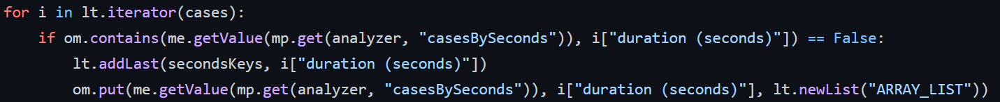 for i in lt.iterator(cases):
    if om.contains(me.getValue(mp.get(analyzer, "casesBySeconds")), i["duration (seconds)"]) == False:
        lt.addLast(secondsKeys, i["duration (seconds)"])
        om.put(me.getValue(mp.get(analyzer, "casesBySeconds")), i["duration (seconds)"], lt.newList("ARRAY_LIST"))